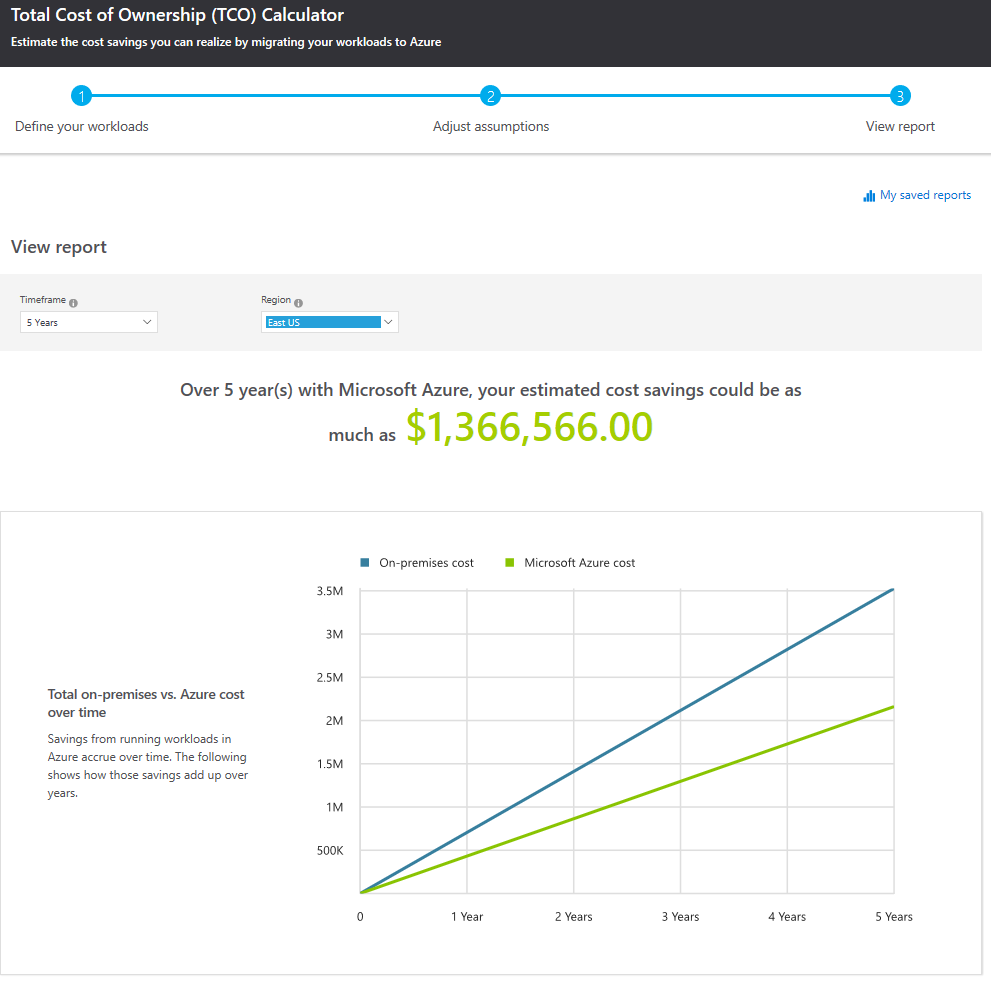 Total Cost of Ownership (TCO) Calculator
Estimate the cost savings you can realize by migrating your workloads to Azure
1
2
3
Define your workloads
Adjust assumptions
View report
My saved reports
View report
Timeframe
Region
5 Years
East US
Over 5 year(s) with Microsoft Azure, your estimated cost savings could be as
much as $1,366,566.00
On-premises cost
Microsoft Azure cost
Total on-premises vs. Azure cost
over time
Savings from running workloads in
Azure accrue over time. The following
shows how those savings add up over
years.
3.5M
3M
2.5M
2M
1.5M
1M
500K
0
1 Year
2 Years
3 Years
4 Years
5 Years